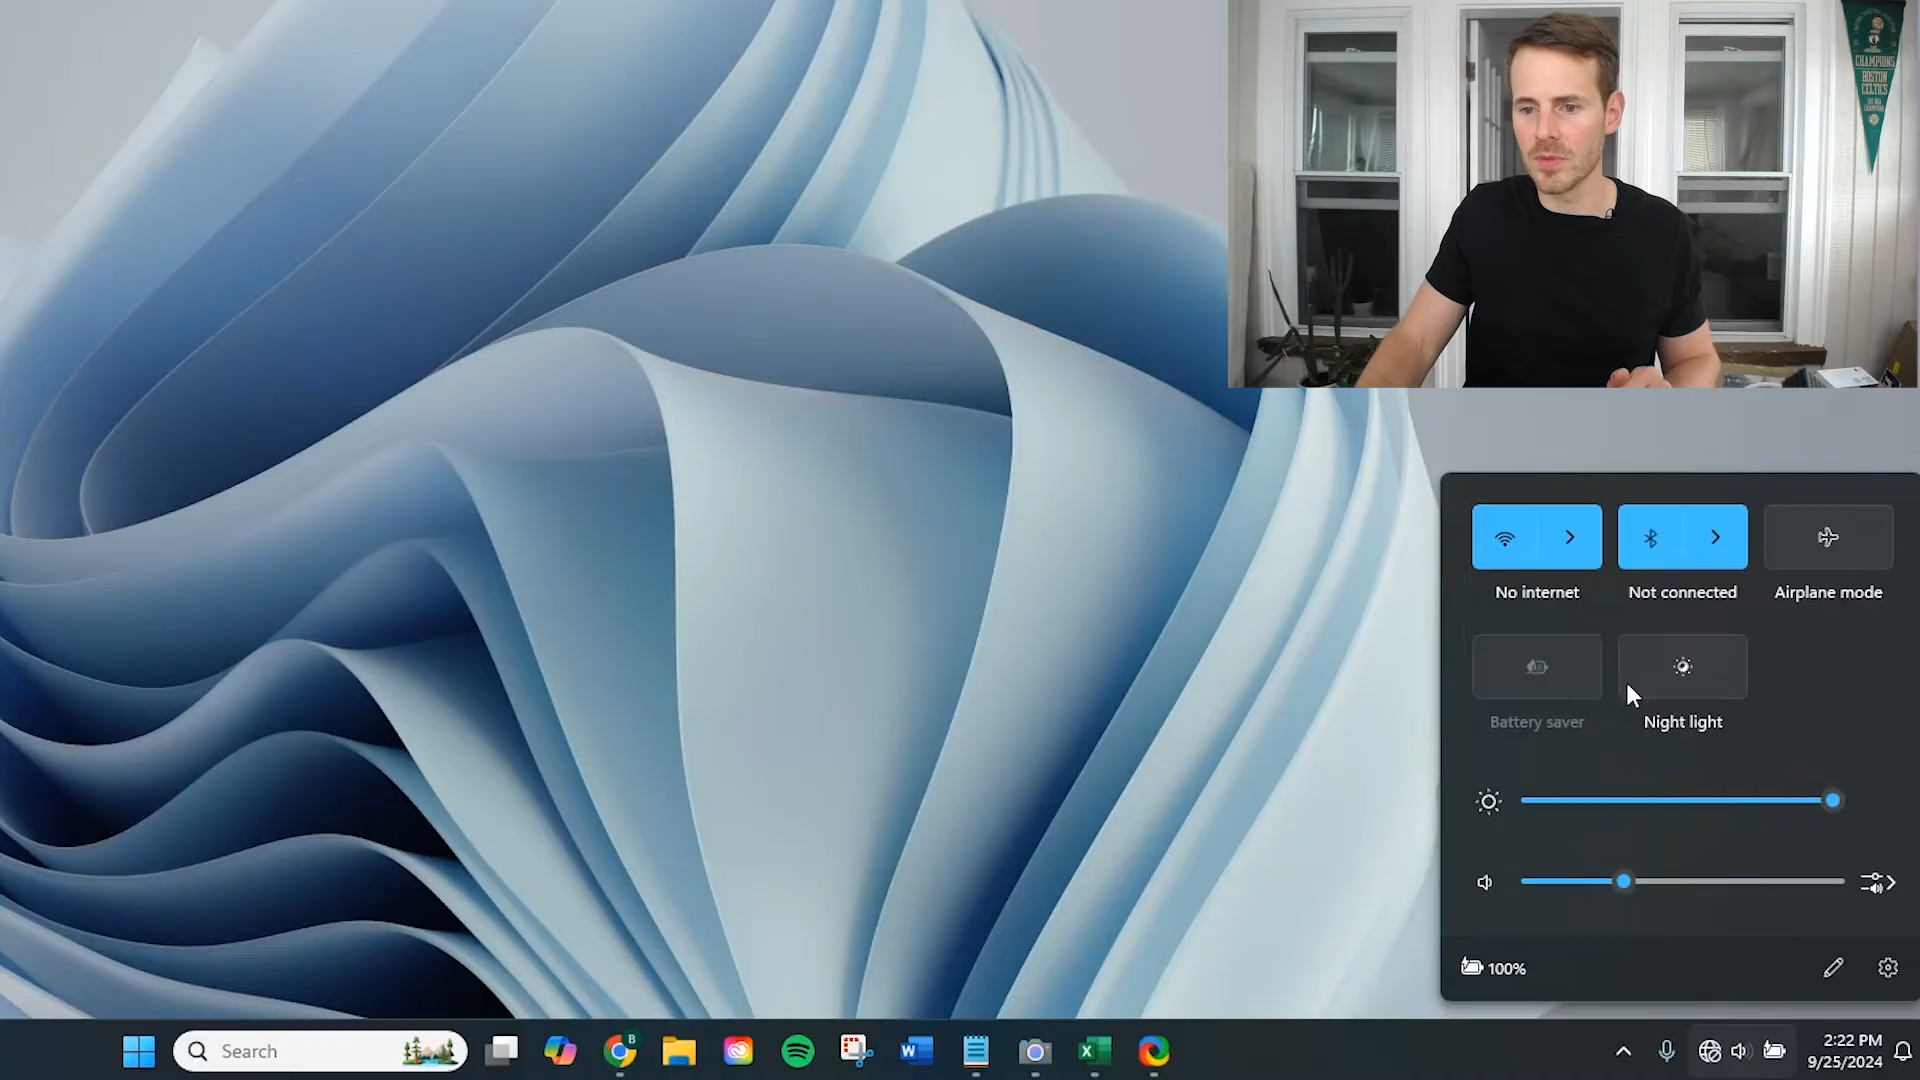 CHAMPIONS
BOSTON
CELTICS
No internet
Not connected
Airplane mode
Battery saver
Night light
100%
Search
B
W
X
2:22 PM
9/25/2024